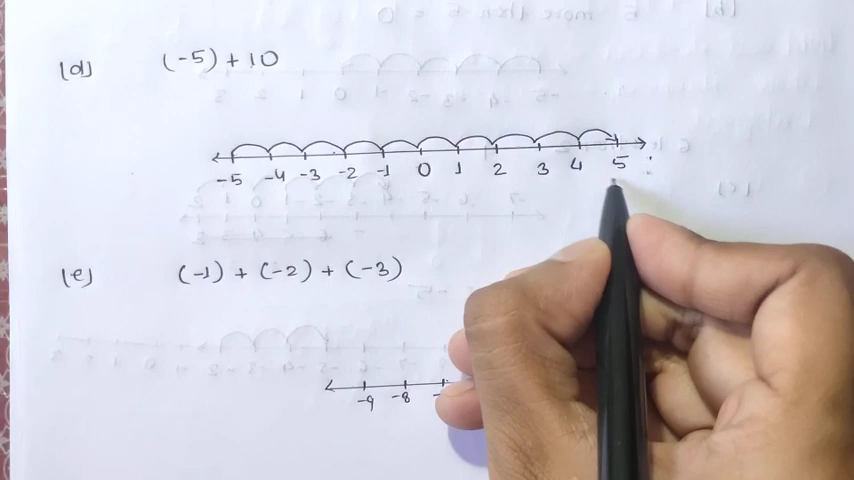 (d) (-5) + 10
-5 -4 -3 -2 -1 0 1 2 3 4 5
(e) (-1) + (-2) + (-3)
-9 -8